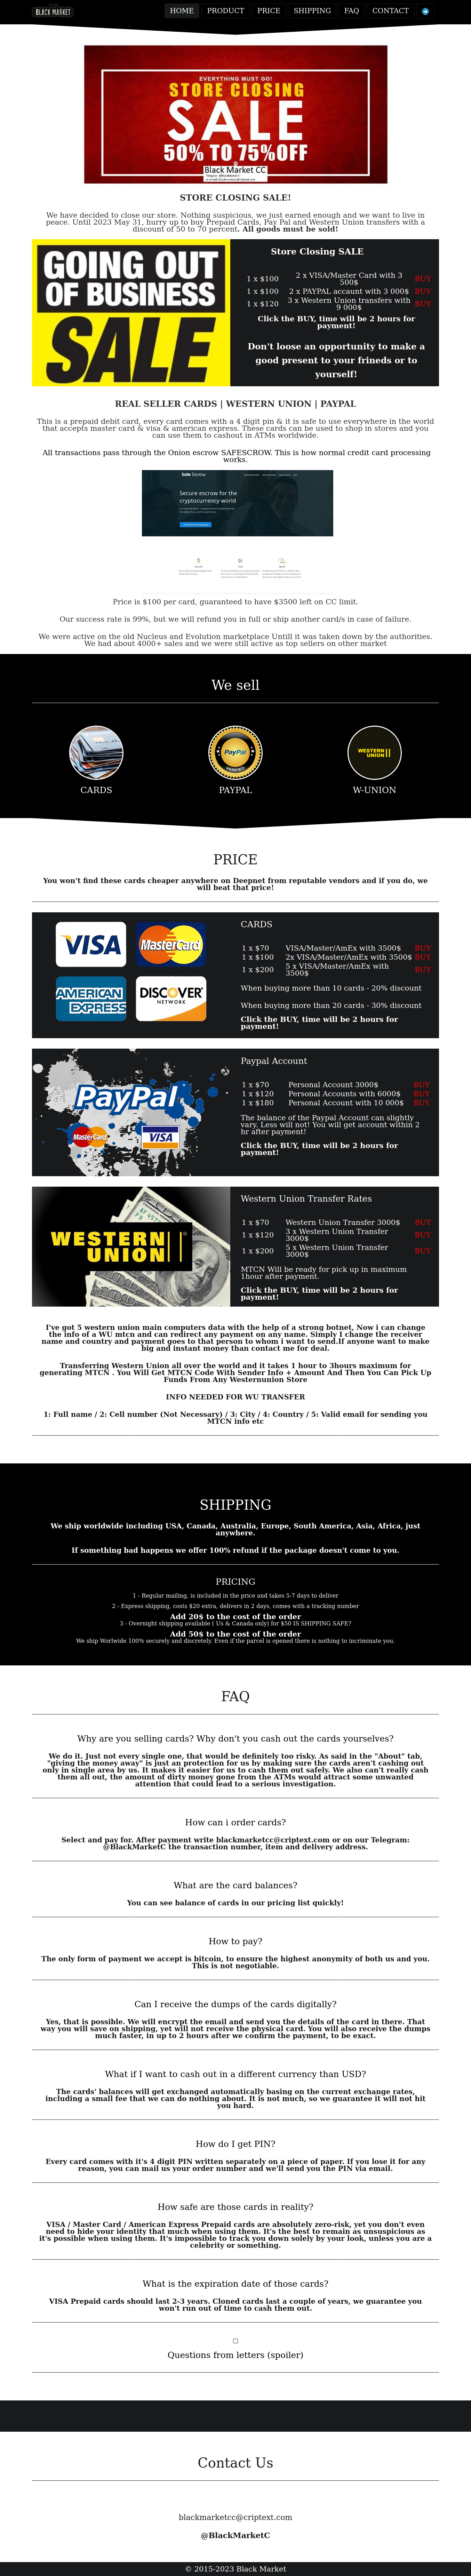 BLACK MARKET
HOME PRODUCT PRICE SHIPPING FAQ CONTACT
EVERYTHING MUST GO!
STORE CLOSING
SALE
50% TO 75%OFF
Black Market CC
STORE CLOSING SALE!
We have decided to close our store. Nothing suspicious, we just earned enough and we want to live in
peace. Until 2023 May 31, hurry up to buy Prepaid Cards, Pay Pal and Western Union transfers with a
discount of 50 to 70 percent. All goods must be sold!
GOING OUT
OF BUSINESS
SALE
Store Closing SALE
1 x $100 2 x VISA/Master Card with 3
500$ BUY
1 x $100 2 x PAYPAL accaunt with 3 000$ BUY
1 x $120 3 x Western Union transfers with
9 000$ BUY
Click the BUY, time will be 2 hours for
payment!
Don't loose an opportunity to make a
good present to your frineds or to
yourself!
REAL SELLER CARDS | WESTERN UNION | PAYPAL
This is a prepaid debit card, every card comes with a 4 digit pin & it is safe to use everywhere in the world
that accepts master card & visa & american express. These cards can be used to shop in stores and you
can use them to cashout in ATMs worldwide.
All transactions pass through the Onion escrow SAFESCROW. This is how normal credit card processing
works.
Safe Escrow
Secure escrow for the
cryptocurrency world
Price is $100 per card, guaranteed to have $3500 left on CC limit.
Our success rate is 99%, but we will refund you in full or ship another card/s in case of failure.
We were active on the old Nucleus and Evolution marketplace Untill it was taken down by the authorities.
We had about 4000+ sales and we were still active as top sellers on other market
We sell
PayPal
VERIFIED
WESTERN
UNION
CARDS PAYPAL W-UNION
PRICE
You won't find these cards cheaper anywhere on Deepnet from reputable vendors and if you do, we
will beat that price!
VISA MasterCard
AMERICAN
EXPRESS
DISCOVER
NETWORK
CARDS
1 x $70 VISA/Master/AmEx with 3500$ BUY
1 x $100 2x VISA/Master/AmEx with 3500$ BUY
1 x $200 5 x VISA/Master/AmEx with
3500$ BUY
When buying more than 10 cards - 20% discount
When buying more than 20 cards - 30% discount
Click the BUY, time will be 2 hours for
payment!
PayPal
MasterCard
VISA
Paypal Account
1 x $70 Personal Account 3000$ BUY
1 x $120 Personal Accounts with 6000$ BUY
1 x $180 Personal Account with 10 000$ BUY
The balance of the Paypal Account can slightly
vary. Less will not! You will get account within 2
hr after payment!
Click the BUY, time will be 2 hours for
payment!
WESTERN
UNION
Western Union Transfer Rates
1 x $70 Western Union Transfer 3000$ BUY
1 x $120 3 x Western Union Transfer
3000$ BUY
1 x $200 5 x Western Union Transfer
3000$ BUY
MTCN Will be ready for pick up in maximum
1hour after payment.
Click the BUY, time will be 2 hours for
payment!
I've got 5 western union main computers data with the help of a strong botnet, Now i can change
the info of a WU mtcn and can redirect any payment on any name. Simply I change the receiver
name and country and payment goes to that person to whom i want to send.If anyone want to make
big and instant money than contact me for deal.
Transferring Western Union all over the world and it takes 1 hour to 3hours maximum for
generating MTCN . You Will Get MTCN Code With Sender Info + Amount And Then You Can Pick Up
Funds From Any Westernunion Store
INFO NEEDED FOR WU TRANSFER
1: Full name / 2: Cell number (Not Necessary) / 3: City / 4: Country / 5: Valid email for sending you
MTCN info etc
SHIPPING
We ship worldwide including USA, Canada, Australia, Europe, South America, Asia, Africa, just
anywhere.
If something bad happens we offer 100% refund if the package doesn't come to you.
PRICING
1 - Regular mailing, is included in the price and takes 5-7 days to deliver
2 - Express shipping, costs $20 extra, delivers in 2 days, comes with a tracking number
Add 20$ to the cost of the order
3 - Overnight shipping available ( Us & Canada only) for $50 IS SHIPPING SAFE?
Add 50$ to the cost of the order
We ship Worlwide 100% securely and discretely. Even if the parcel is opened there is nothing to incriminate you.
FAQ
Why are you selling cards? Why don't you cash out the cards yourselves?
We do it. Just not every single one, that would be definitely too risky. As said in the "About" tab,
"giving the money away" is just an protection for us by making sure the cards aren't cashing out
only in single area by us. It makes it easier for us to cash them out safely. We also can't really cash
them all out, the amount of dirty money gone from the ATMs would attract some unwanted
attention that could lead to a serious investigation.
How can i order cards?
Select and pay for. After payment write blackmarketcc@criptext.com or on our Telegram:
@BlackMarketC the transaction number, item and delivery address.
What are the card balances?
You can see balance of cards in our pricing list quickly!
How to pay?
The only form of payment we accept is bitcoin, to ensure the highest anonymity of both us and you.
This is not negotiable.
Can I receive the dumps of the cards digitally?
Yes, that is possible. We will encrypt the email and send you the details of the card in there. That
way you will save on shipping, yet will not receive the physical card. You will also receive the dumps
much faster, in up to 2 hours after we confirm the payment, to be exact.
What if I want to cash out in a different currency than USD?
The cards' balances will get exchanged automatically basing on the current exchange rates,
including a small fee that we can do nothing about. It is not much, so we guarantee it will not hit
you hard.
How do I get PIN?
Every card comes with it's 4 digit PIN written separately on a piece of paper. If you lose it for any
reason, you can mail us your order number and we'll send you the PIN via email.
How safe are those cards in reality?
VISA / Master Card / American Express Prepaid cards are absolutely zero-risk, yet you don't even
need to hide your identity that much when using them. It's the best to remain as unsuspicious as
it's possible when using them. It's impossible to track you down solely by your look, unless you are a
celebrity or something.
What is the expiration date of those cards?
VISA Prepaid cards should last 2-3 years. Cloned cards last a couple of years, we guarantee you
won't run out of time to cash them out.
Questions from letters (spoiler)
Contact Us
blackmarketcc@criptext.com
@BlackMarketC
© 2015-2023 Black Market